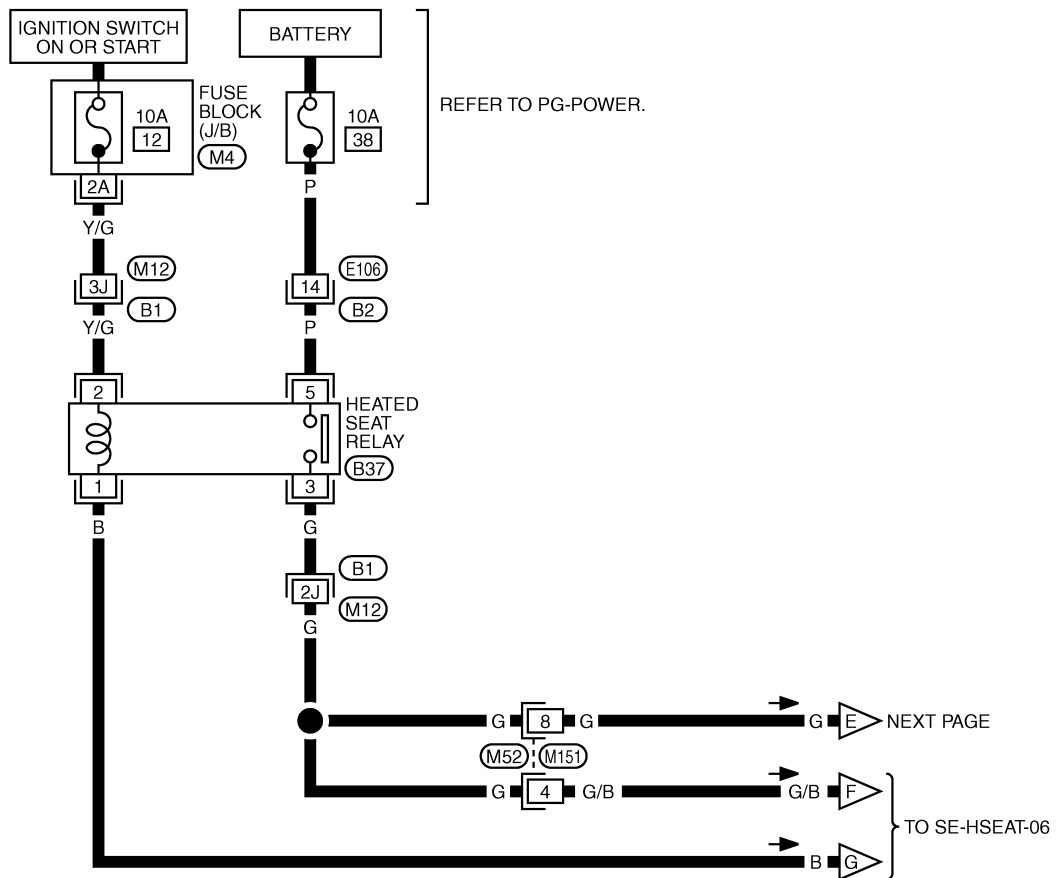 IGNITION SWITCH
ON OR START
BATTERY
10A
12
FUSE
BLOCK
(J/B)
M4
10A
38
REFER TO PG-POWER.
2A
P
Y/G
3J
M12
B1
14
E106
B2
Y/G
P
2
5
HEATED
SEAT
RELAY
B37
1
3
B
G
2J
B1
M12
G
G
8
G
G
E
NEXT PAGE
M52
M151
G
4
G/B
G/B
F
TO SE-HSEAT-06
B
G